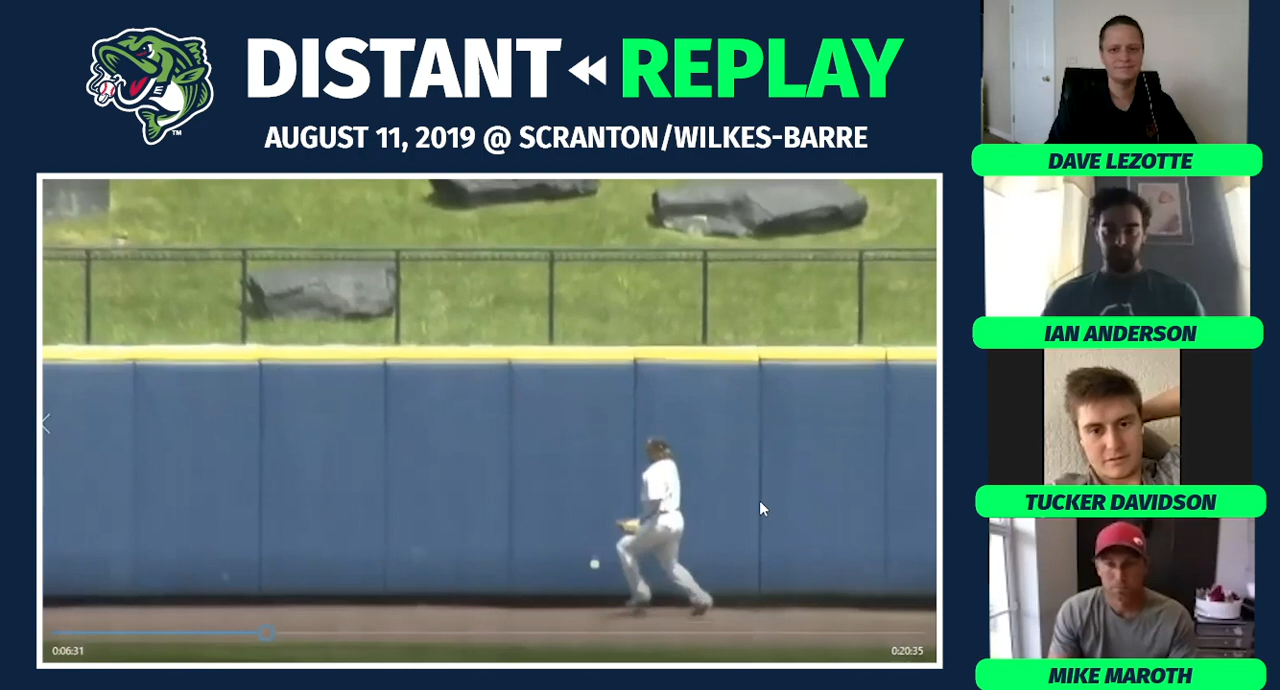 DISTANT REPLAY
AUGUST 11, 2019 @ SCRANTON/WILKES-BARRE
TM
DAVE LEZOTTE
IAN ANDERSON
TUCKER DAVIDSON
MIKE MAROTH
0:06:31
0:20:35